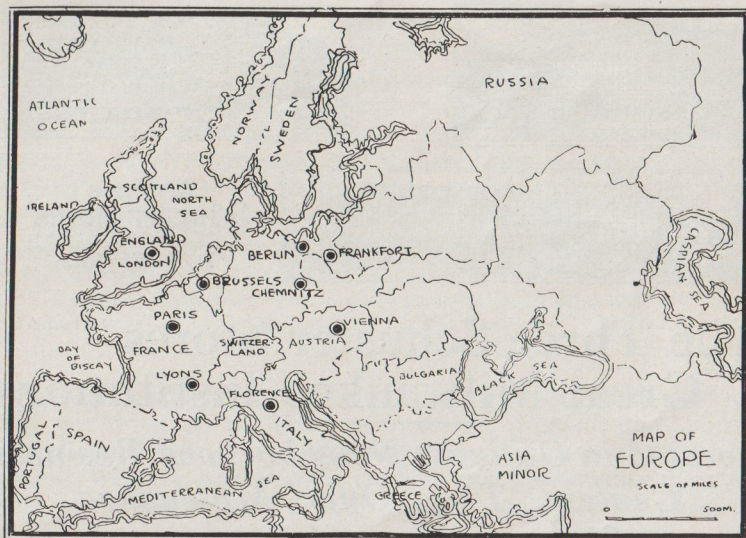 RUSSIA
ATLANTIC
OCEAN
NORWAY
SWEDEN
SCOTLAND
IRELAND
NORTH
SEA
ENGLAND
LONDON
BERLIN
FRANKFORT
BRUSSELS
CHEMNITZ
CASPIAN SEA
PARIS
VIENNA
FRANCE
SWITZER-
LAND
AUSTRIA
BAY
OF
BISCAY
BULGARIA
BLACK SEA
LYONS
FLORENCE
ITALY
PORTUGAL
SPAIN
MEDITERRANEAN SEA
GREECE
ASIA
MINOR
MAP OF
EUROPE
SCALE OF MILES
0 500M.